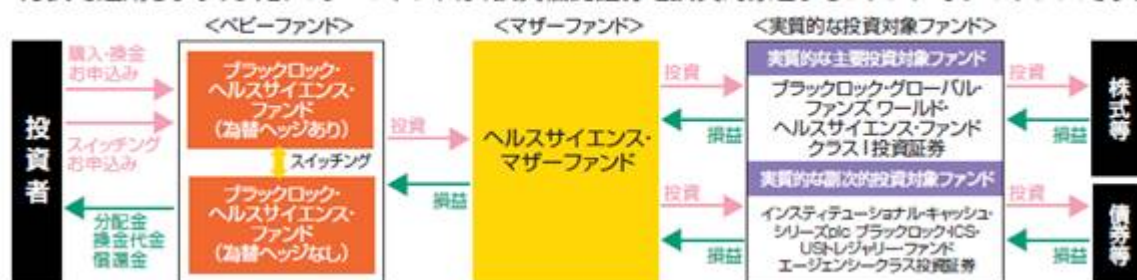 <ベビーファンド>
<マザーファンド>
<実質的な投資対象ファンド>
投資者
購入・換金
お申込み
スイッチング
お申込み
分配金
換金代金
償還金
ブラックロック・
ヘルスサイエンス・
ファンド
(為替ヘッジあり)
スイッチング
ブラックロック・
ヘルスサイエンス・
ファンド
(為替ヘッジなし)
投資
損益
ヘルスサイエンス・
マザーファンド
投資
損益
投資
損益
実質的な主要投資対象ファンド
ブラックロック・グローバル・
ファンズ ワールド・
ヘルスサイエンス・ファンド
クラスI投資証券
実質的な副次的投資対象ファンド
インスティテューショナル・キャッシュ・
シリーズplc ブラックロック・ICS・
USトレジャリー・ファンド
エージェンシークラス投資証券
投資
損益
投資
損益
株式等
債券等